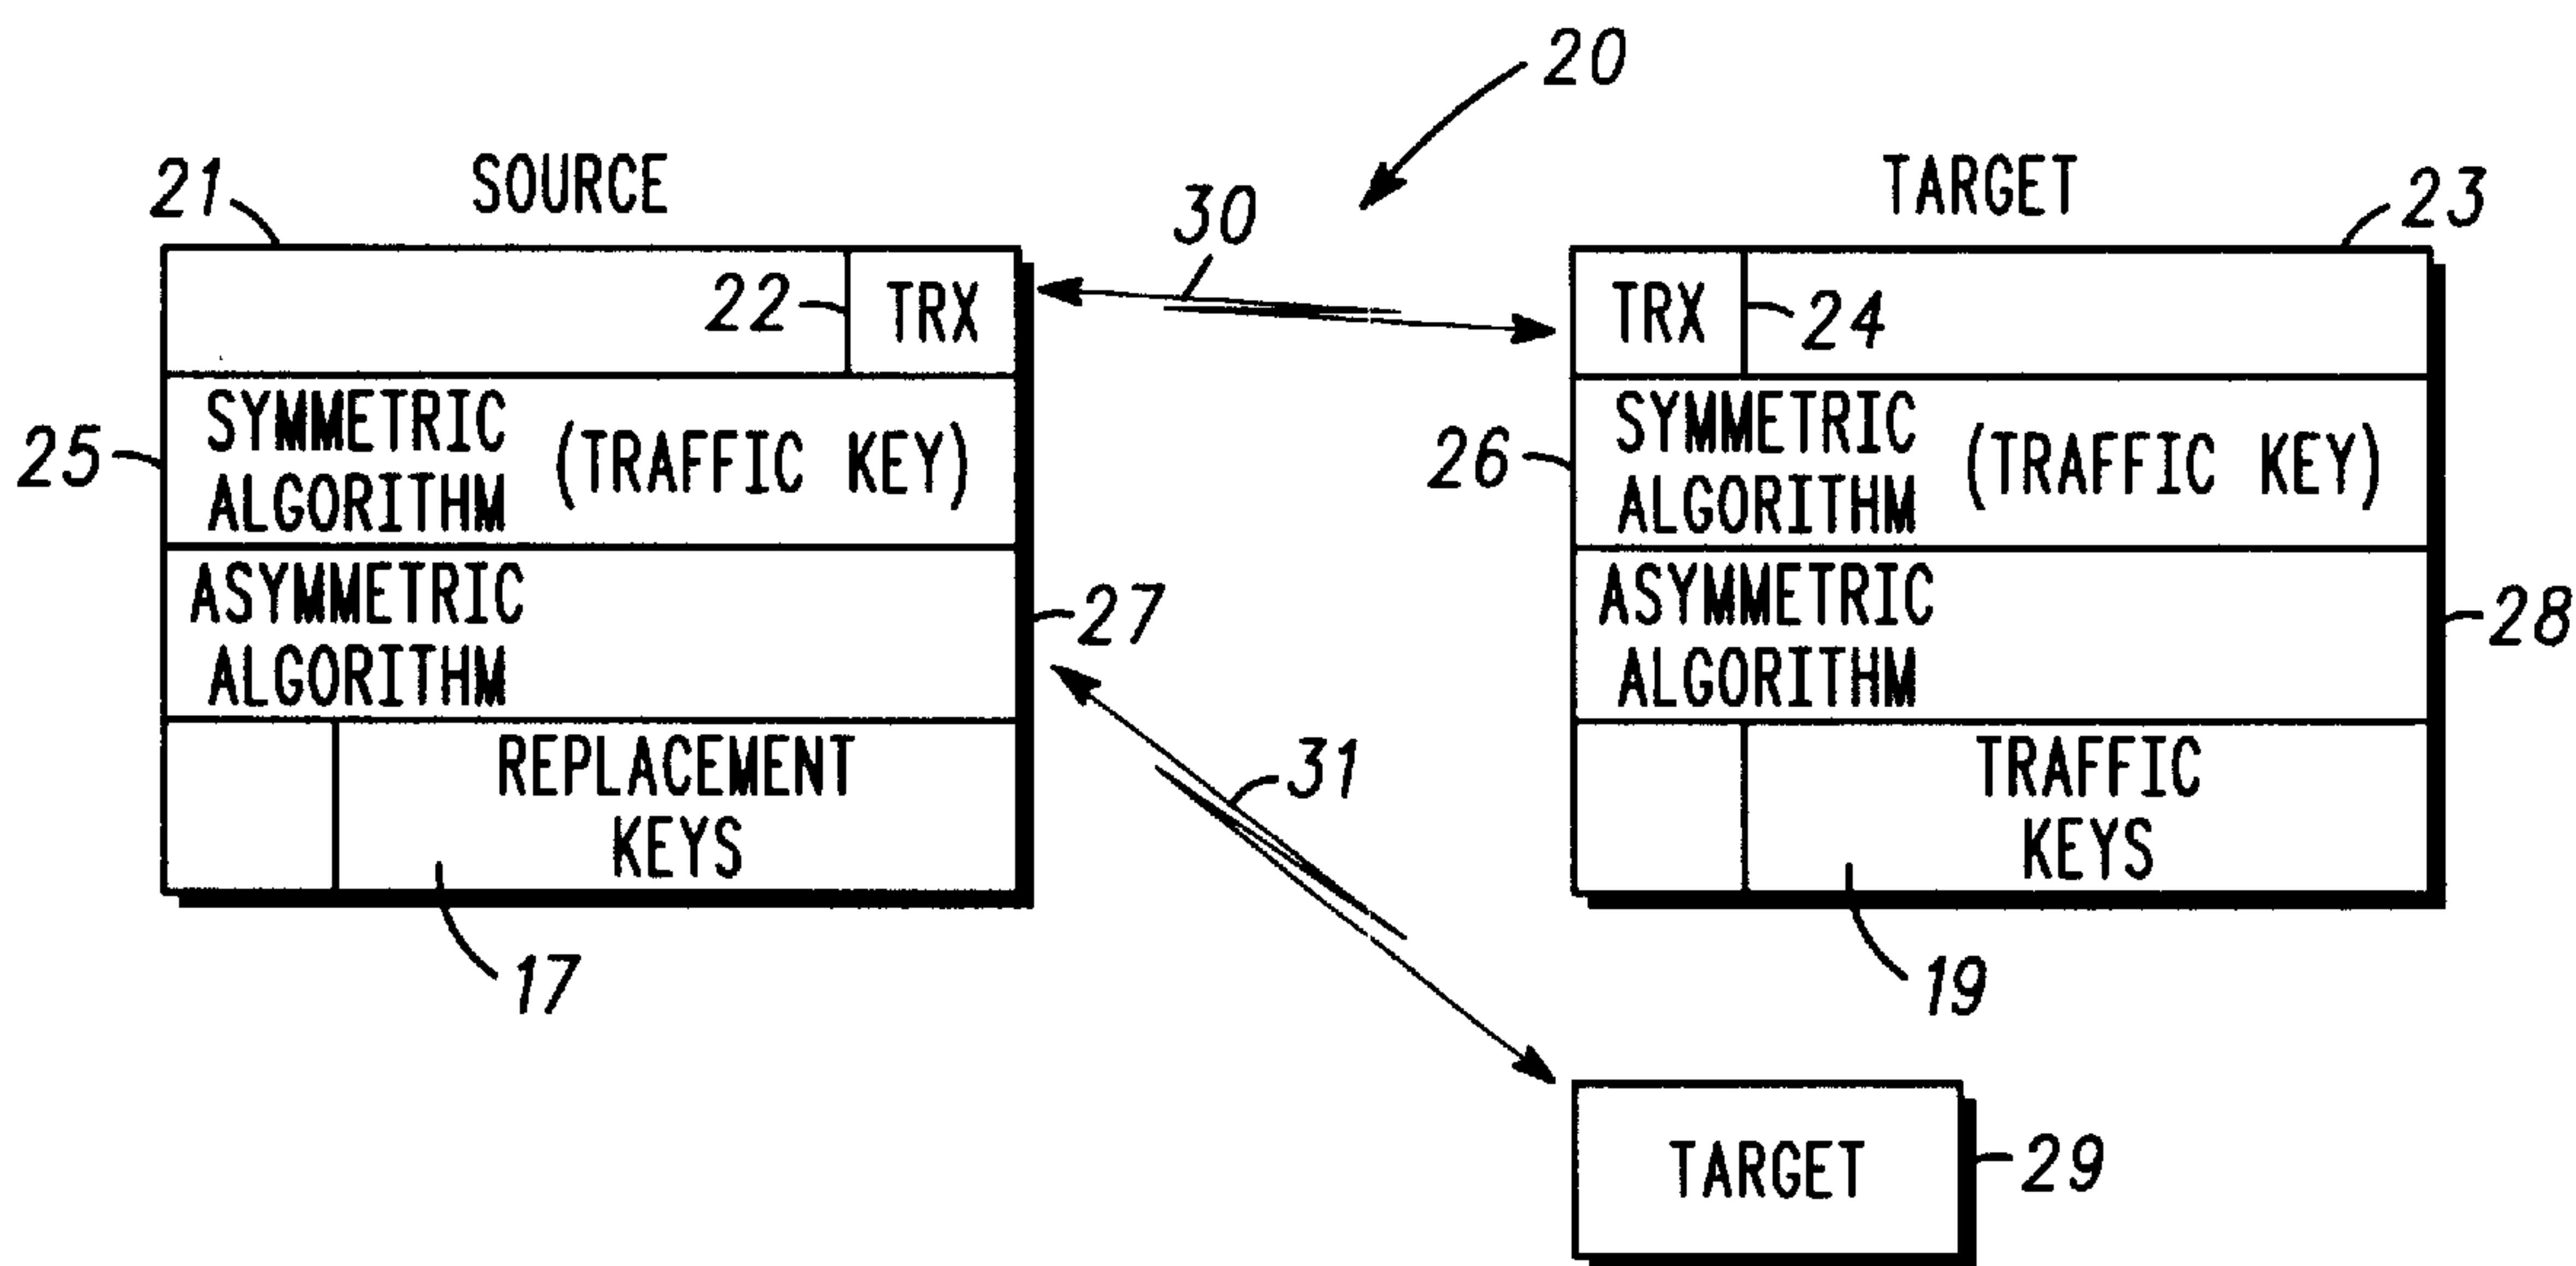 20
SOURCE
TARGET
21
30
23
22
TRX
TRX
24
25
SYMMETRIC
ALGORITHM
(TRAFFIC KEY)
26
SYMMETRIC
ALGORITHM
(TRAFFIC KEY)
ASYMMETRIC
ALGORITHM
27
ASYMMETRIC
ALGORITHM
28
REPLACEMENT
KEYS
31
TRAFFIC
KEYS
17
19
TARGET
29